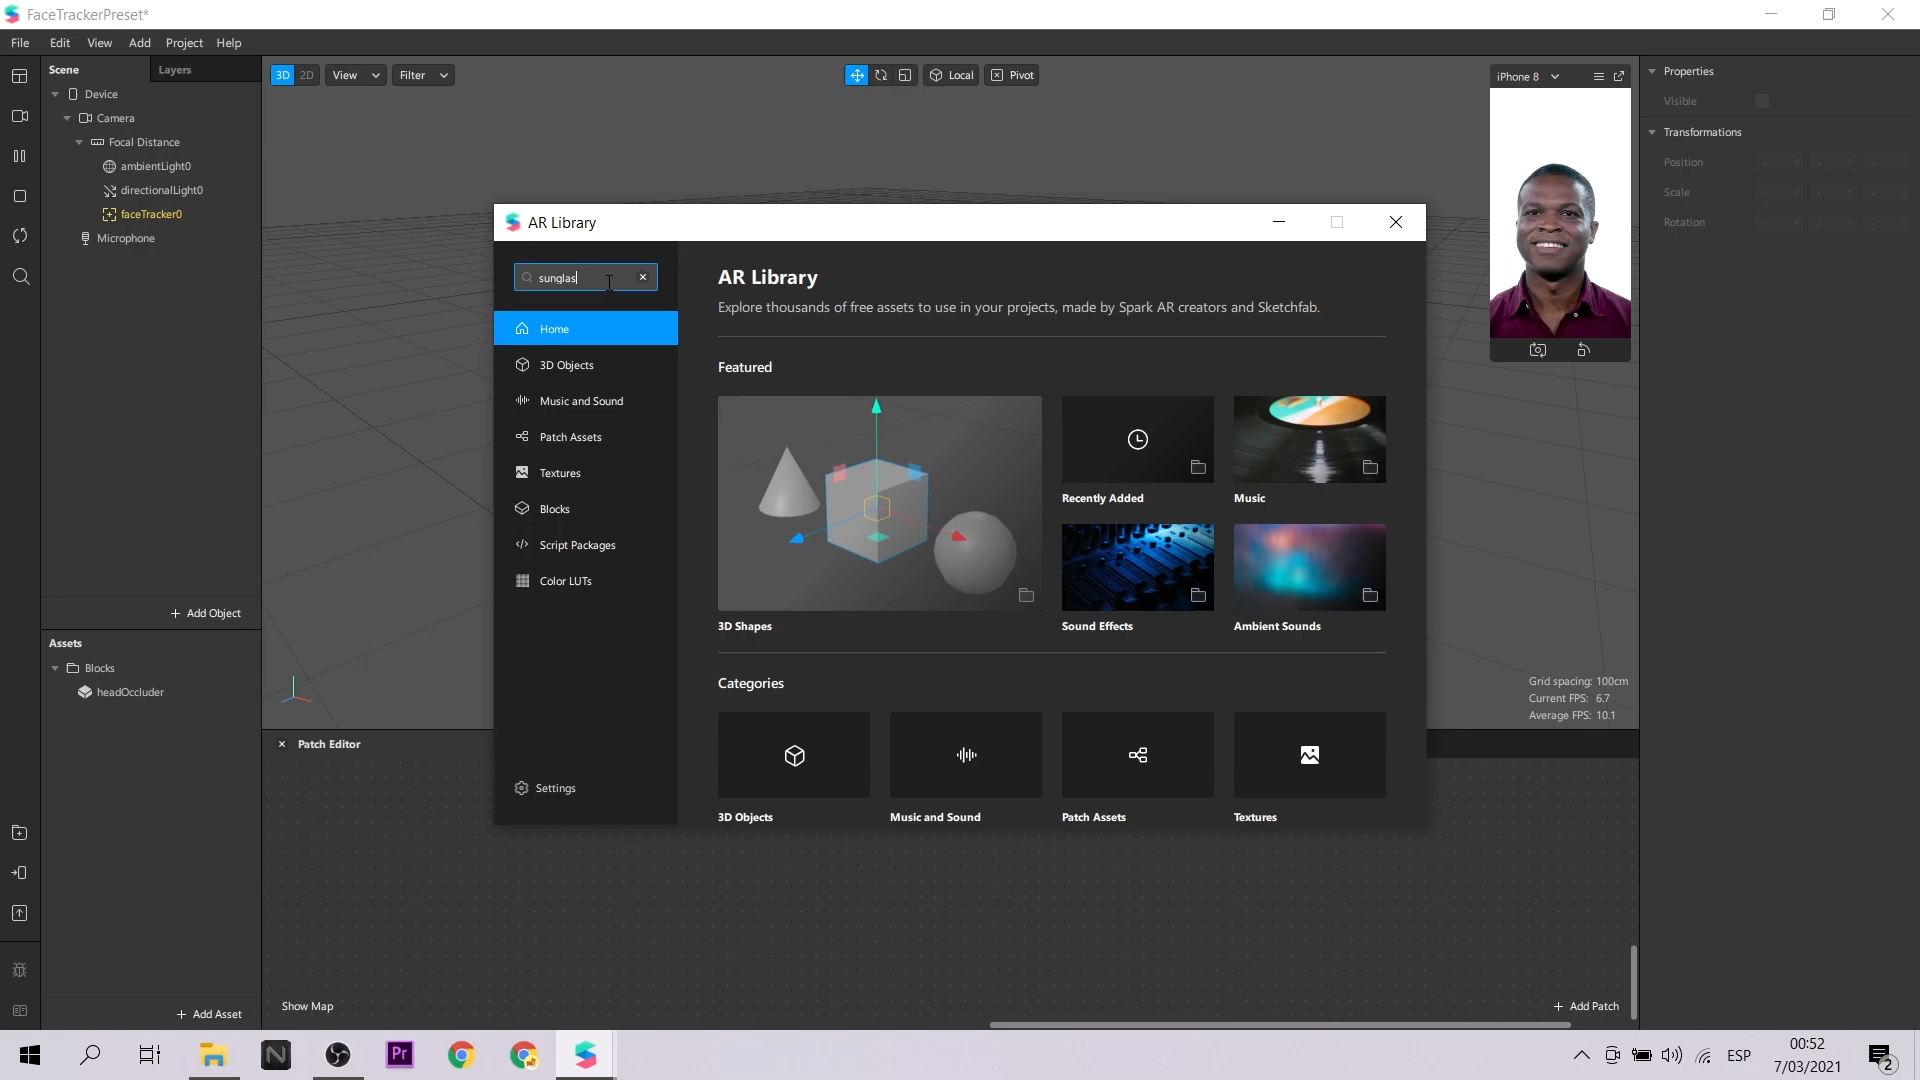 FaceTrackerPreset*
File Edit View Add Project Help
Scene Layers
Device
Camera
Focal Distance
ambientLight0
directionalLight0
faceTracker0
Microphone
+ Add Object
Assets
Blocks
headOccluder
+ Add Asset
3D 2D View Filter
Local Pivot
iPhone 8
Properties
Visible
Transformations
Position
Scale
Rotation
AR Library
sunglas
Home
3D Objects
Music and Sound
Patch Assets
Textures
Blocks
Script Packages
Color LUTs
Settings
AR Library
Explore thousands of free assets to use in your projects, made by Spark AR creators and Sketchfab.
Featured
3D Shapes
Recently Added
Music
Sound Effects
Ambient Sounds
Categories
3D Objects
Music and Sound
Patch Assets
Textures
Grid spacing: 100cm
Current FPS: 6.7
Average FPS: 10.1
Patch Editor
Show Map
+ Add Patch
N
Pr
ESP
00:52
7/03/2021
2